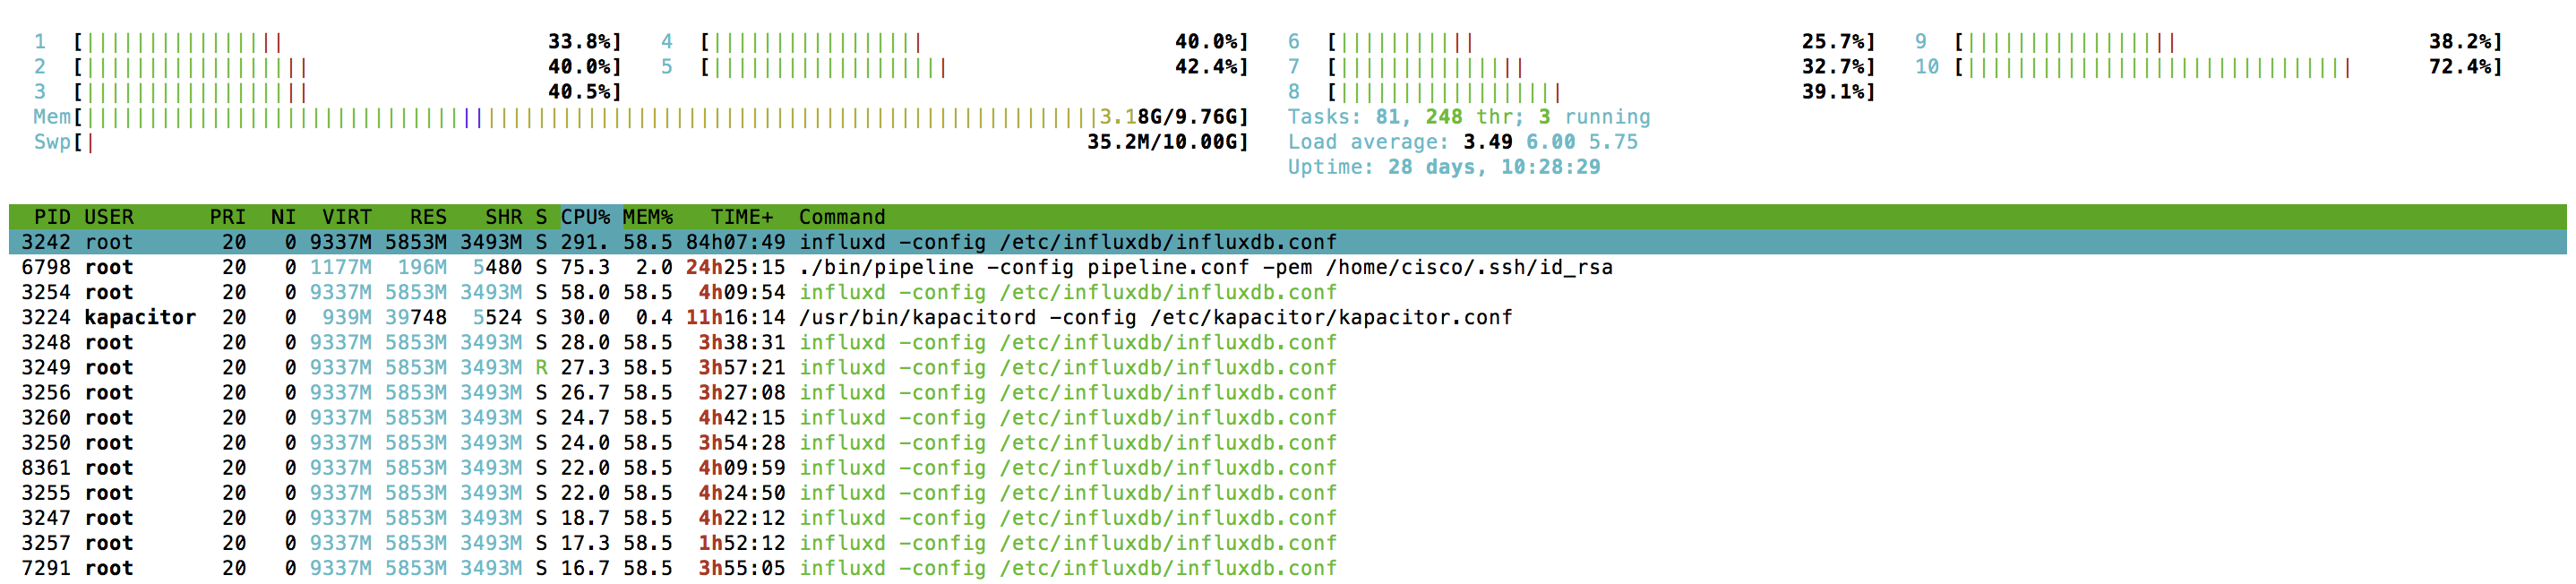 1 [||||||||||||||||33.8%] 4 [|||||||||||||||||40.0%] 6 [|||||||||||25.7%] 9 [|||||||||||||||||38.2%]
2 [||||||||||||||||||40.0%] 5 [|||||||||||||||||||42.4%] 7 [|||||||||||||||32.7%] 10 [|||||||||||||||||||||||||||||||72.4%]
3 [||||||||||||||||||40.5%] 8 [||||||||||||||||||39.1%]
Mem[|||||||||||||||||||||||||||||||||||||||||||||||||||||||||||||||||||||||||||||||||3.18G/9.76G] Tasks: 81, 248 thr; 3 running
Swp[|35.2M/10.00G] Load average: 3.49 6.00 5.75
Uptime: 28 days, 10:28:29
PID USER PRI NI VIRT RES SHR S CPU% MEM% TIME+ Command
3242 root 20 0 9337M 5853M 3493M S 291. 58.5 84h07:49 influxd -config /etc/influxdb/influxdb.conf
6798 root 20 0 1177M 196M 5480 S 75.3 2.0 24h25:15 ./bin/pipeline -config pipeline.conf -pem /home/cisco/.ssh/id_rsa
3254 root 20 0 9337M 5853M 3493M S 58.0 58.5 4h09:54 influxd -config /etc/influxdb/influxdb.conf
3224 kapacitor 20 0 939M 39748 5524 S 30.0 0.4 11h16:14 /usr/bin/kapacitord -config /etc/kapacitor/kapacitor.conf
3248 root 20 0 9337M 5853M 3493M S 28.0 58.5 3h38:31 influxd -config /etc/influxdb/influxdb.conf
3249 root 20 0 9337M 5853M 3493M R 27.3 58.5 3h57:21 influxd -config /etc/influxdb/influxdb.conf
3256 root 20 0 9337M 5853M 3493M S 26.7 58.5 3h27:08 influxd -config /etc/influxdb/influxdb.conf
3260 root 20 0 9337M 5853M 3493M S 24.7 58.5 4h42:15 influxd -config /etc/influxdb/influxdb.conf
3250 root 20 0 9337M 5853M 3493M S 24.0 58.5 3h54:28 influxd -config /etc/influxdb/influxdb.conf
8361 root 20 0 9337M 5853M 3493M S 22.0 58.5 4h09:59 influxd -config /etc/influxdb/influxdb.conf
3255 root 20 0 9337M 5853M 3493M S 22.0 58.5 4h24:50 influxd -config /etc/influxdb/influxdb.conf
3247 root 20 0 9337M 5853M 3493M S 18.7 58.5 4h22:12 influxd -config /etc/influxdb/influxdb.conf
3257 root 20 0 9337M 5853M 3493M S 17.3 58.5 1h52:12 influxd -config /etc/influxdb/influxdb.conf
7291 root 20 0 9337M 5853M 3493M S 16.7 58.5 3h55:05 influxd -config /etc/influxdb/influxdb.conf